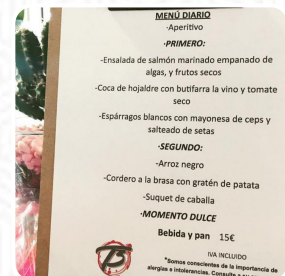 MENÚ DIARIO
-Aperitivo
·PRIMERO:
-Ensalada de salmón marinado empanado de
algas, y frutos secos
-Coca de hojaldre con butifarra la vino y tomate
seco
-Espárragos blancos con mayonesa de ceps y
salteado de setas
·SEGUNDO:
-Arroz negro
-Cordero a la brasa con gratén de patata
-Suquet de caballa
·MOMENTO DULCE
Bebida y pan 15€
IVA INCLUIDO
*Somos conscientes de la importancia de
alergias e intolerancias. Consulte